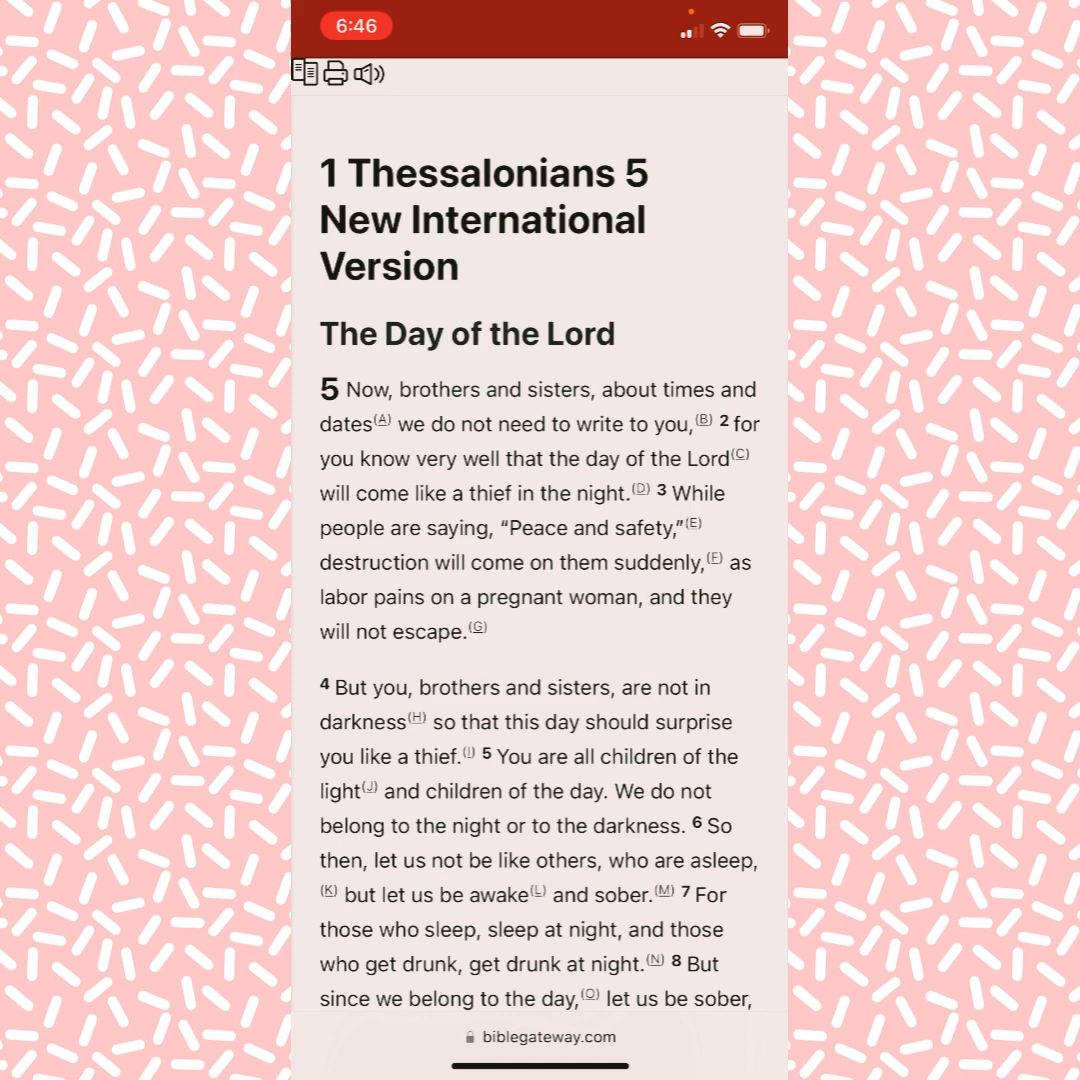 6:46
1 Thessalonians 5
New International
Version
The Day of the Lord
5 Now, brothers and sisters, about times and
dates(A) we do not need to write to you,(B) 2 for
you know very well that the day of the Lord(C)
will come like a thief in the night.(D) 3 While
people are saying, “Peace and safety,”(E)
destruction will come on them suddenly,(F) as
labor pains on a pregnant woman, and they
will not escape.(G)
4 But you, brothers and sisters, are not in
darkness(H) so that this day should surprise
you like a thief.(I) 5 You are all children of the
light(J) and children of the day. We do not
belong to the night or to the darkness. 6 So
then, let us not be like others, who are asleep,
(K) but let us be awake(L) and sober.(M) 7 For
those who sleep, sleep at night, and those
who get drunk, get drunk at night.(N) 8 But
since we belong to the day,(O) let us be sober,
biblegateway.com